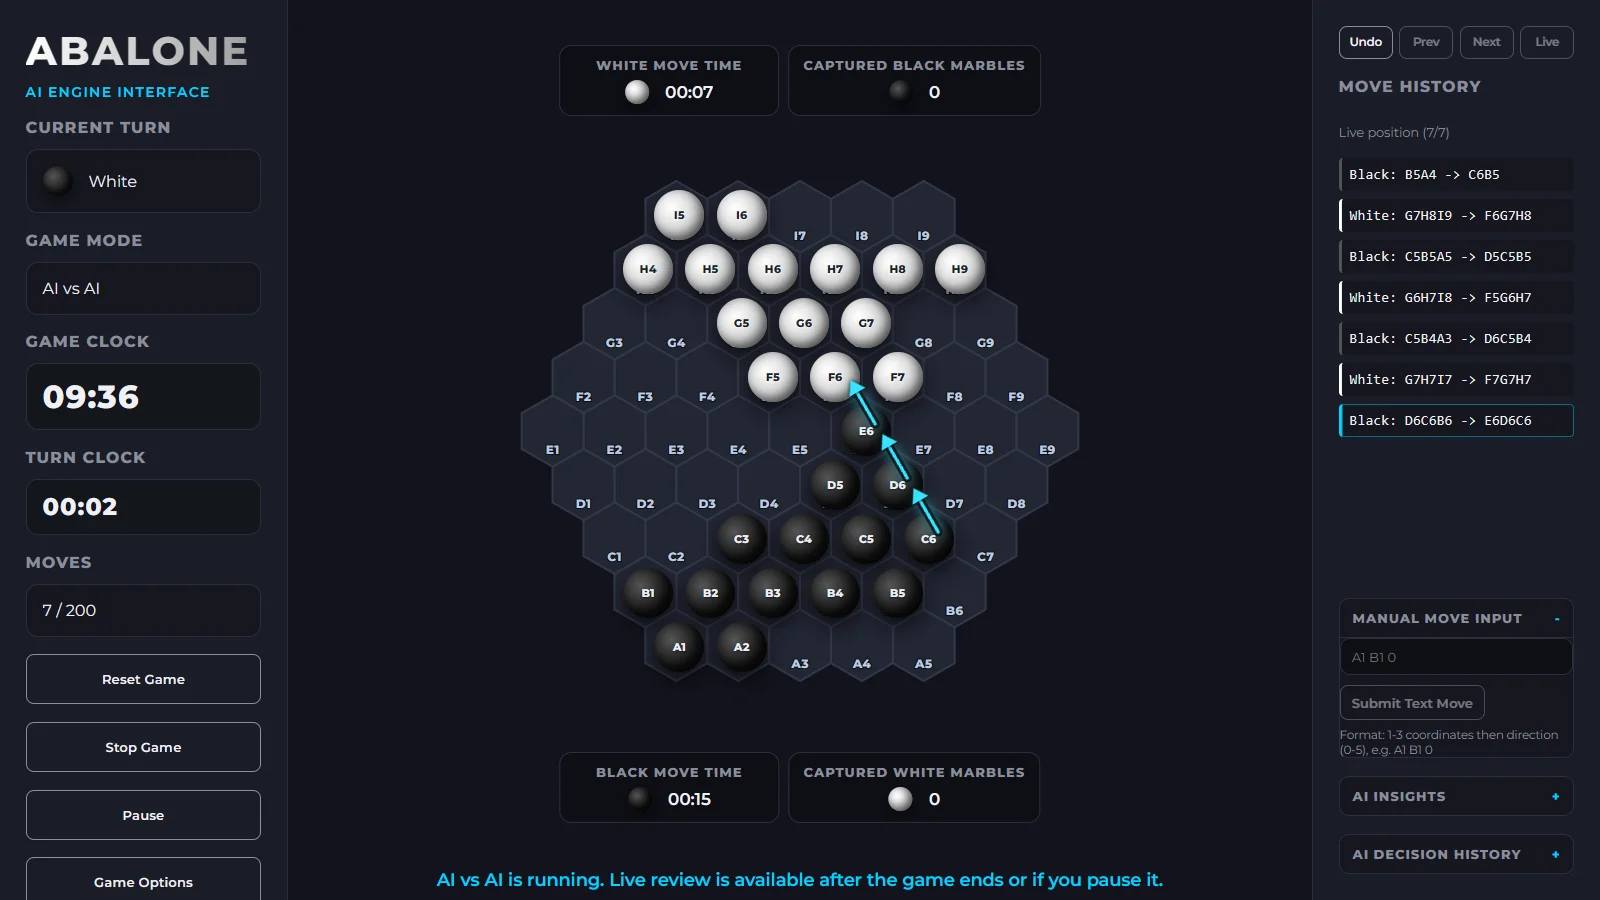 ABALONE
AI ENGINE INTERFACE
CURRENT TURN
White
GAME MODE
AI vs AI
GAME CLOCK
09:36
TURN CLOCK
00:02
MOVES
7 / 200
Reset Game
Stop Game
Pause
Game Options
WHITE MOVE TIME
00:07
CAPTURED BLACK MARBLES
0
I5 I6 I7 I8 I9
H4 H5 H6 H7 H8 H9
G3 G4 G5 G6 G7 G8 G9
F2 F3 F4 F5 F6 F7 F8 F9
E1 E2 E3 E4 E5 E6 E7 E8 E9
D1 D2 D3 D4 D5 D6 D7 D8
C1 C2 C3 C4 C5 C6 C7
B1 B2 B3 B4 B5 B6
A1 A2 A3 A4 A5
BLACK MOVE TIME
00:15
CAPTURED WHITE MARBLES
0
AI vs AI is running. Live review is available after the game ends or if you pause it.
Undo Prev Next Live
MOVE HISTORY
Live position (7/7)
Black: B5A4 -> C6B5
White: G7H8I9 -> F6G7H8
Black: C5B5A5 -> D5C5B5
White: G6H7I8 -> F5G6H7
Black: C5B4A3 -> D6C5B4
White: G7H7I7 -> F7G7H7
Black: D6C6B6 -> E6D6C6
MANUAL MOVE INPUT -
A1 B1 0
Submit Text Move
Format: 1-3 coordinates then direction
(0-5), e.g. A1 B1 0
AI INSIGHTS +
AI DECISION HISTORY +